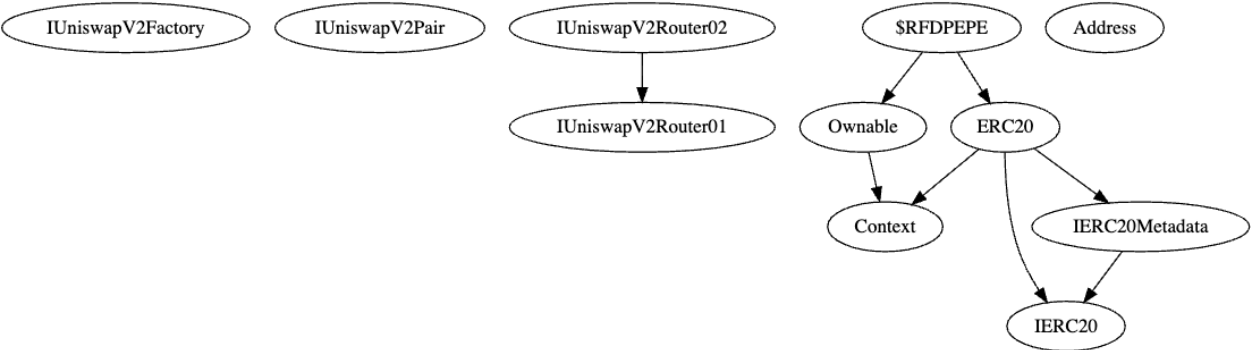 IUniswapV2Factory
IUniswapV2Pair
IUniswapV2Router02
$RFDPEPE
Address
IUniswapV2Router01
Ownable
ERC20
Context
IERC20Metadata
IERC20